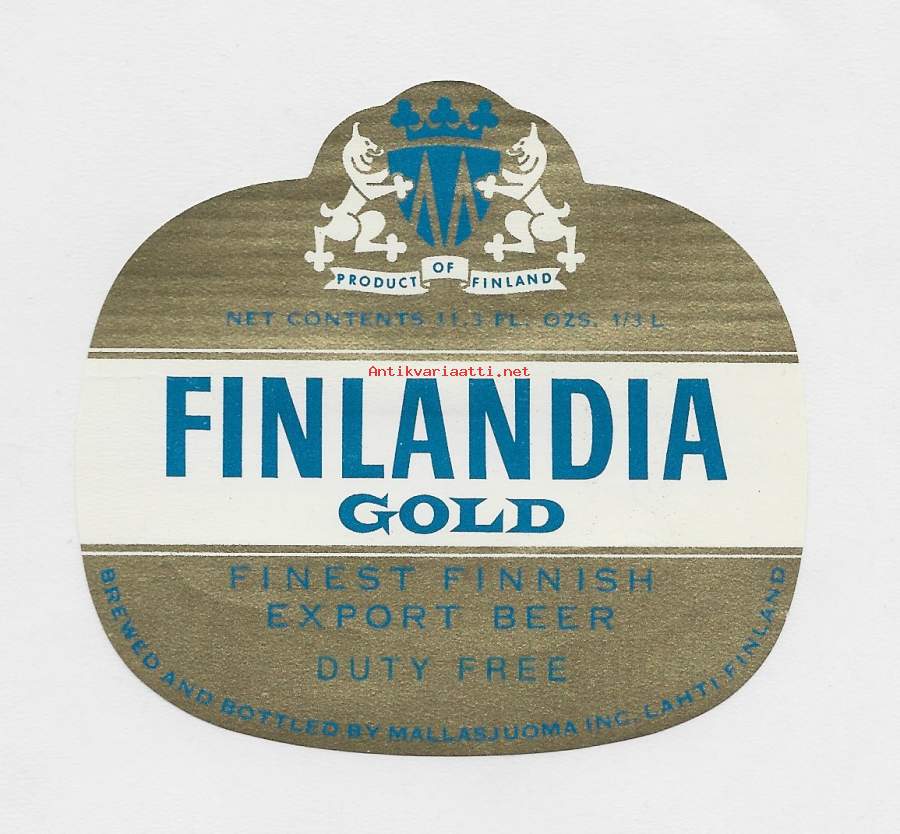 PRODUCT OF FINLAND
NET CONTENTS 11.3 FL. OZS. 1/3 L
Antikvariaatti.net
FINLANDIA
GOLD
FINEST FINNISH
EXPORT BEER
DUTY FREE
BREWED AND BOTTLED BY MALLASJUOMA INC. LAHTI FINLAND